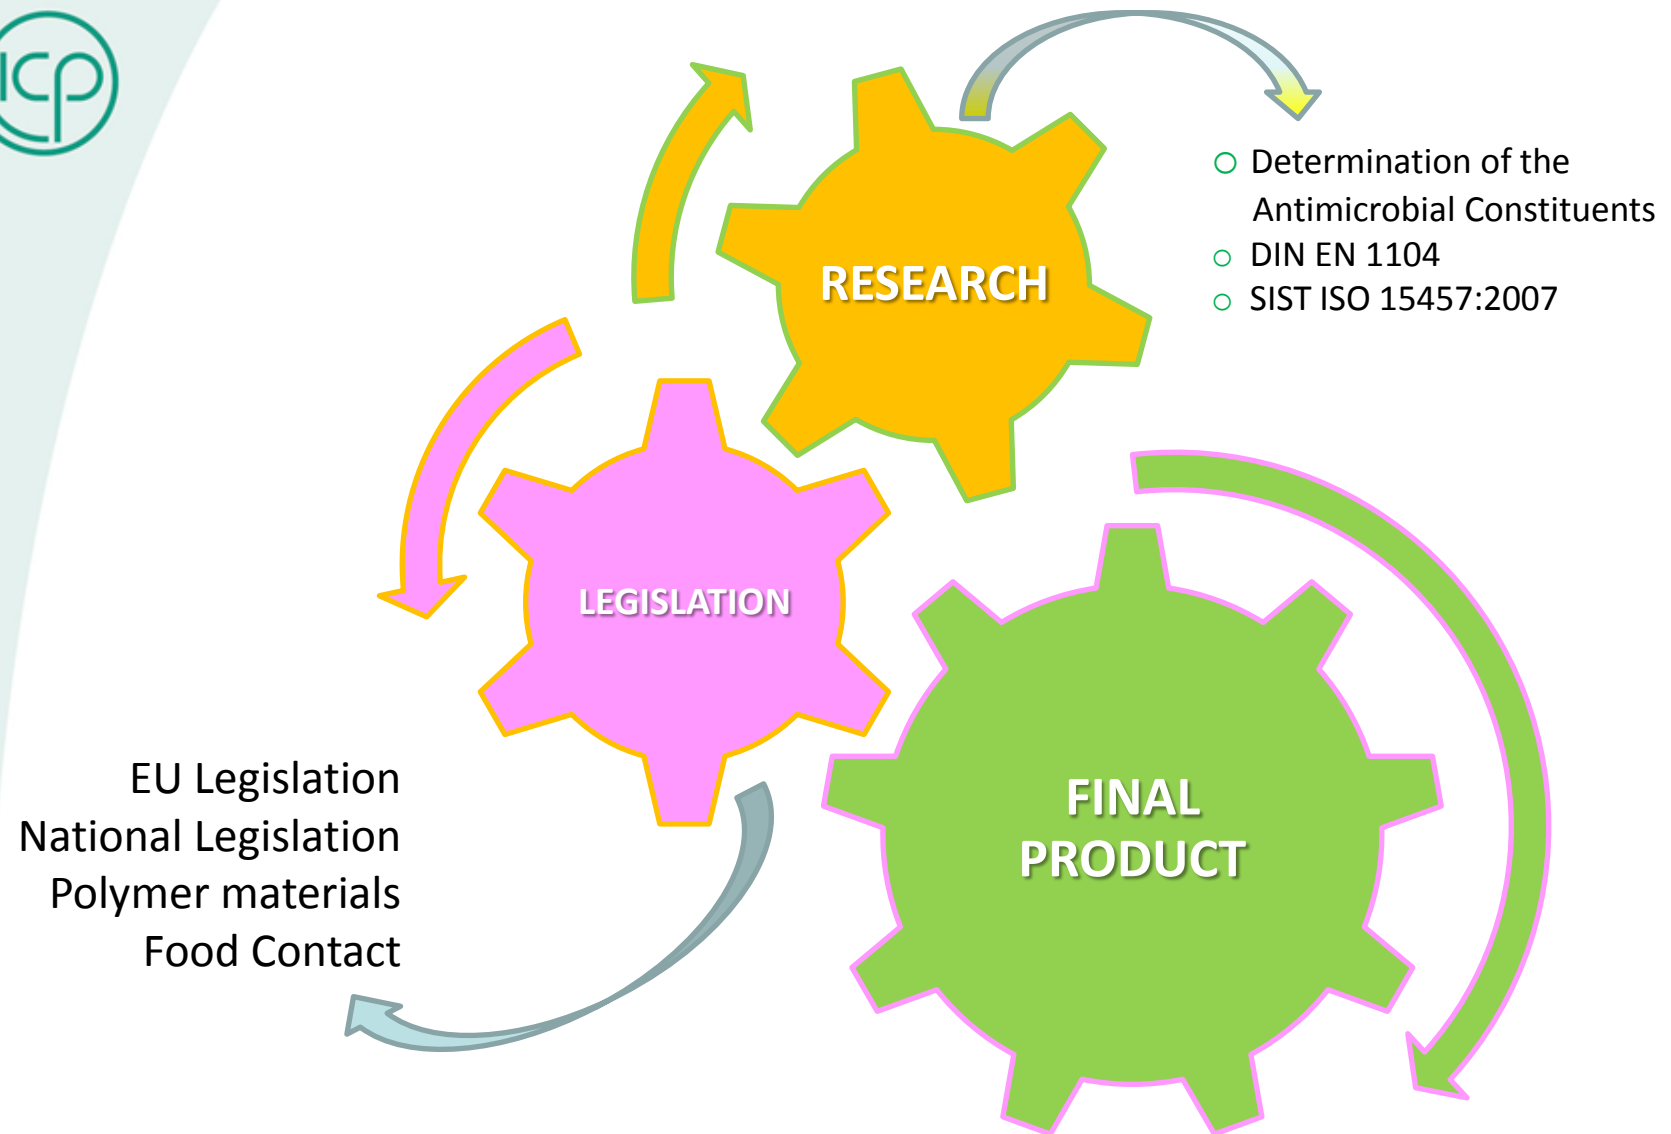 ICP
RESEARCH
Determination of the
Antimicrobial Constituents
DIN EN 1104
SIST ISO 15457:2007
LEGISLATION
EU Legislation
National Legislation
Polymer materials
Food Contact
FINAL
PRODUCT